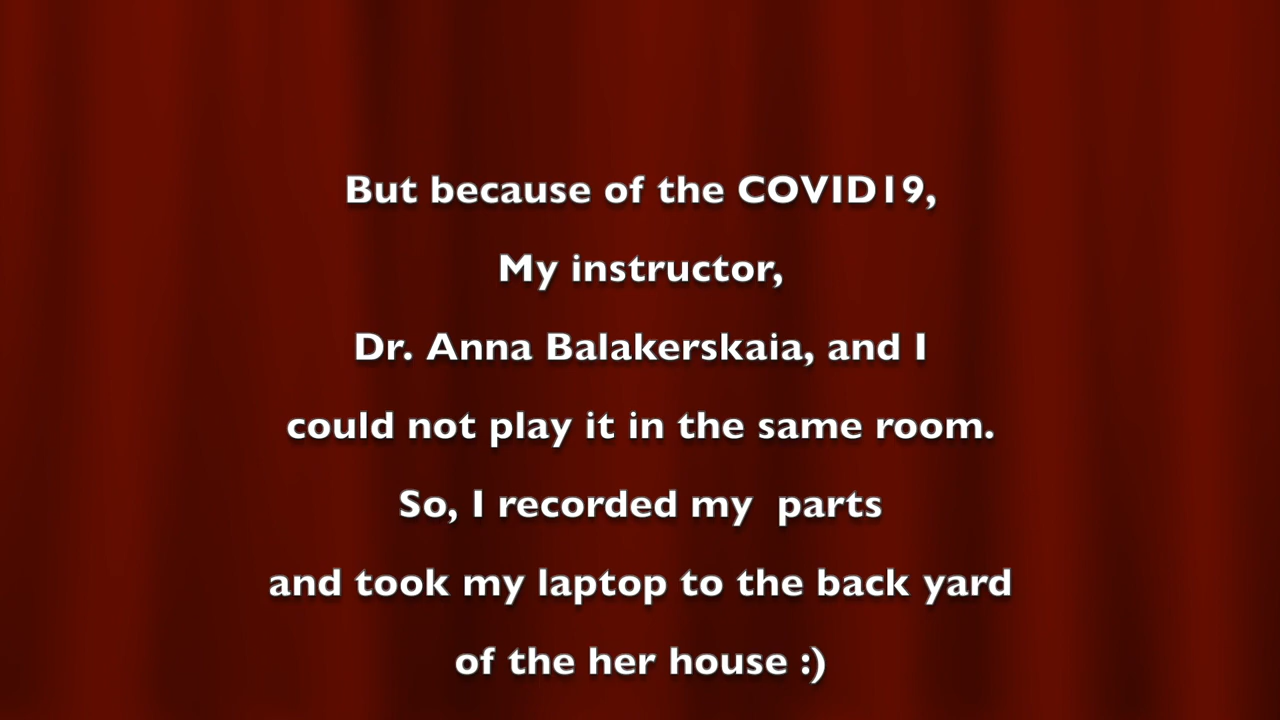 But because of the COVID19,
My instructor,
Dr. Anna Balakerskaia, and I
could not play it in the same room.
So, I recorded my  parts
and took my laptop to the back yard
of the her house :)